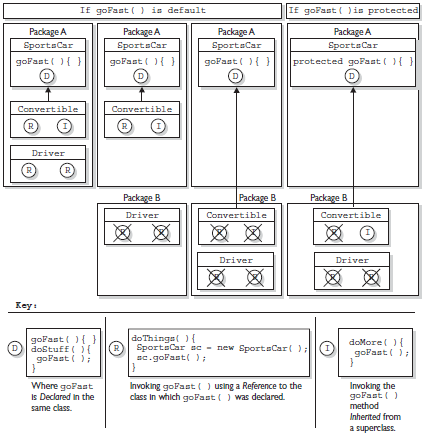 If goFast( ) is default
If goFast( )is protected
Package A
SportsCar
goFast( ){ }
D
Convertible
R I
Driver
R R
Package A
SportsCar
goFast( ){ }
D
Convertible
R I
Package A
SportsCar
goFast( ){ }
D
Package A
SportsCar
protected goFast( ){ }
D
Package B
Driver
R R
Package B
Convertible
R I
Driver
R R
Package B
Convertible
R I
Driver
R R
Key:
D
goFast( ){ }
doStuff( ){
goFast( );
}
Where goFast
is Declared in the
same class.
R
doThings( ){
SportsCar sc = new SportsCar( );
sc.goFast( );
}
Invoking goFast( ) using a Reference to the
class in which goFast( ) was declared.
I
doMore( ){
goFast( );
}
Invoking the
goFast( )
method
Inherited from
a superclass.